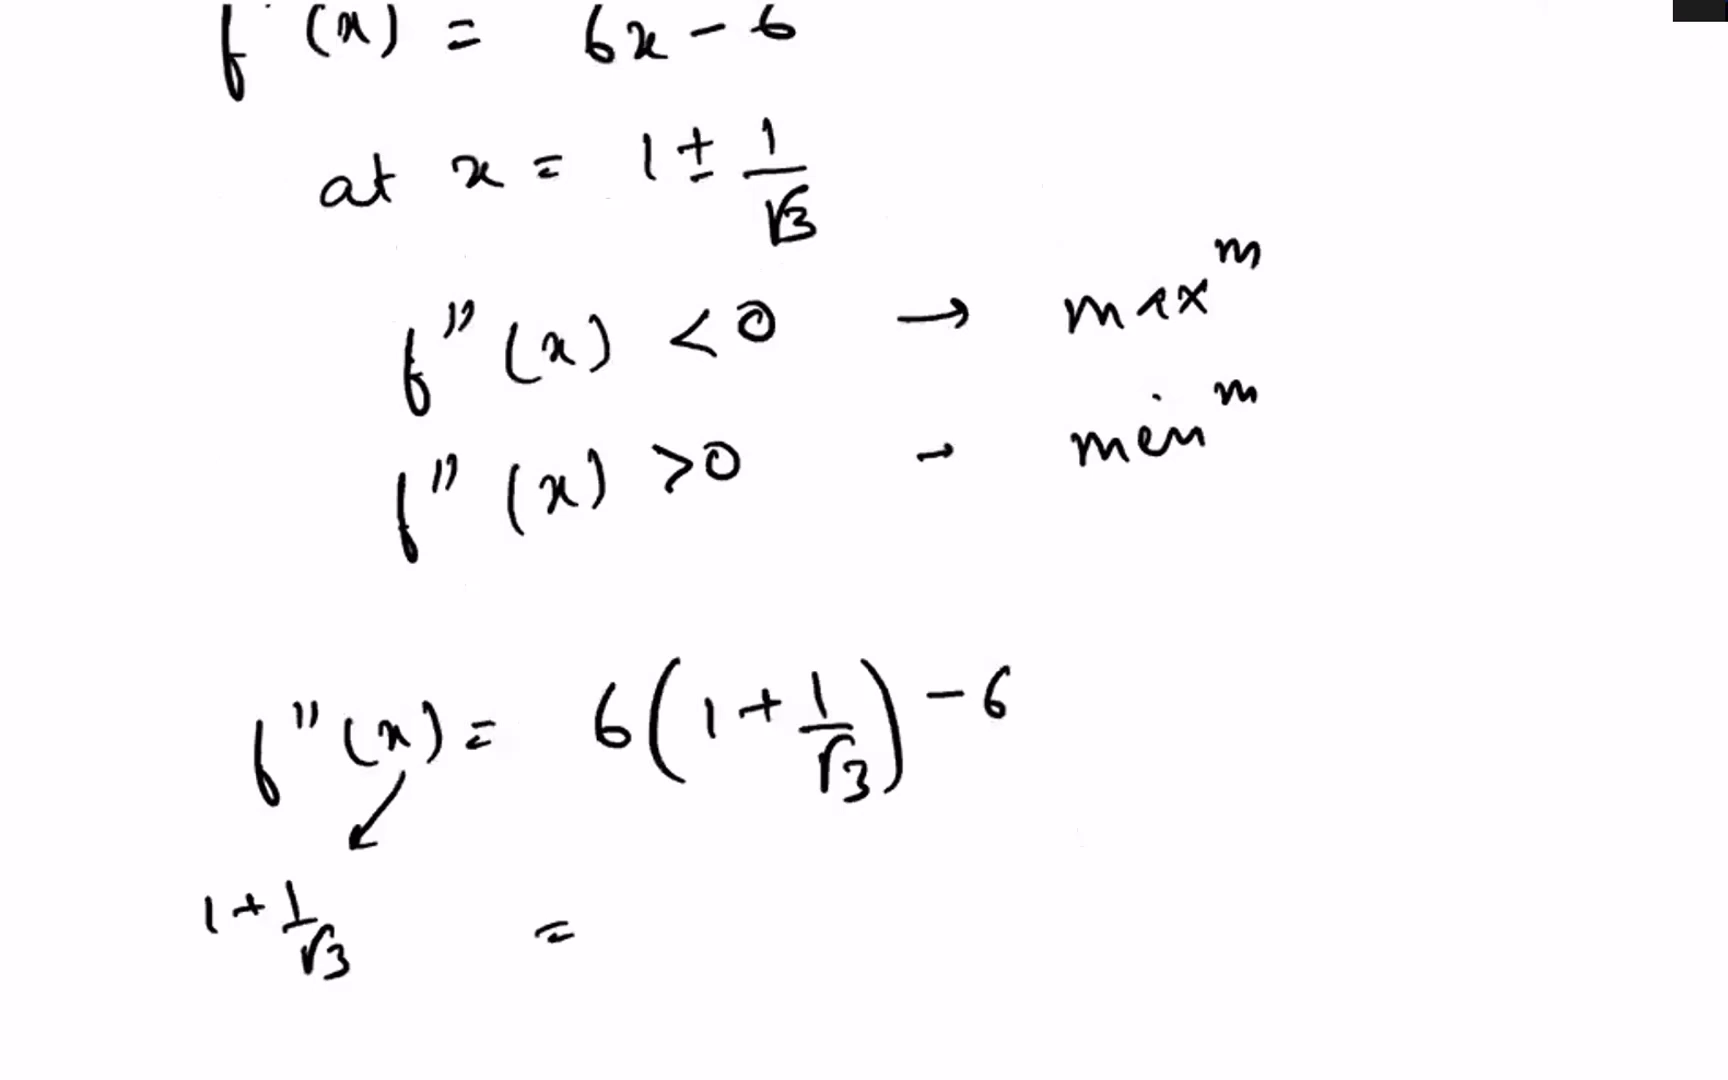 f''(x) = 6x - 6
at x = 1 ± 1/√3
f''(x) < 0 → max^m
f''(x) > 0 → min^m
f''(x) = 6(1 + 1/√3) - 6
1 + 1/√3 =